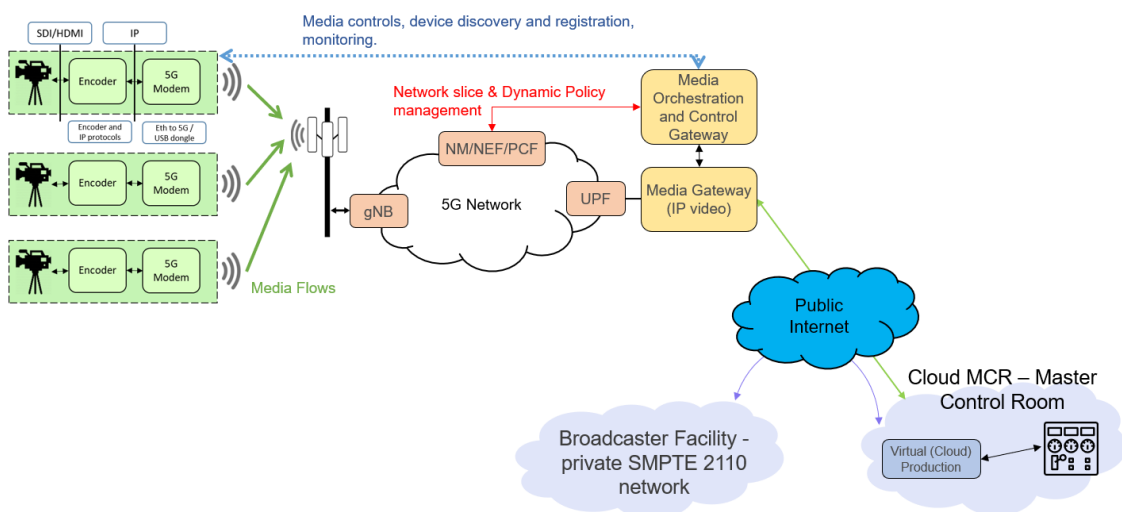 Media controls, device discovery and registration,
monitoring.
SDI/HDMI
IP
Encoder
5G
Modem
Encoder and
IP protocols
Eth to 5G /
USB dongle
Encoder
5G
Modem
Encoder
5G
Modem
Media Flows
gNB
Network slice & Dynamic Policy
management
NM/NEF/PCF
5G Network
UPF
Media
Orchestration
and Control
Gateway
Media Gateway
(IP video)
Public
Internet
Broadcaster Facility -
private SMPTE 2110
network
Cloud MCR – Master
Control Room
Virtual (Cloud)
Production